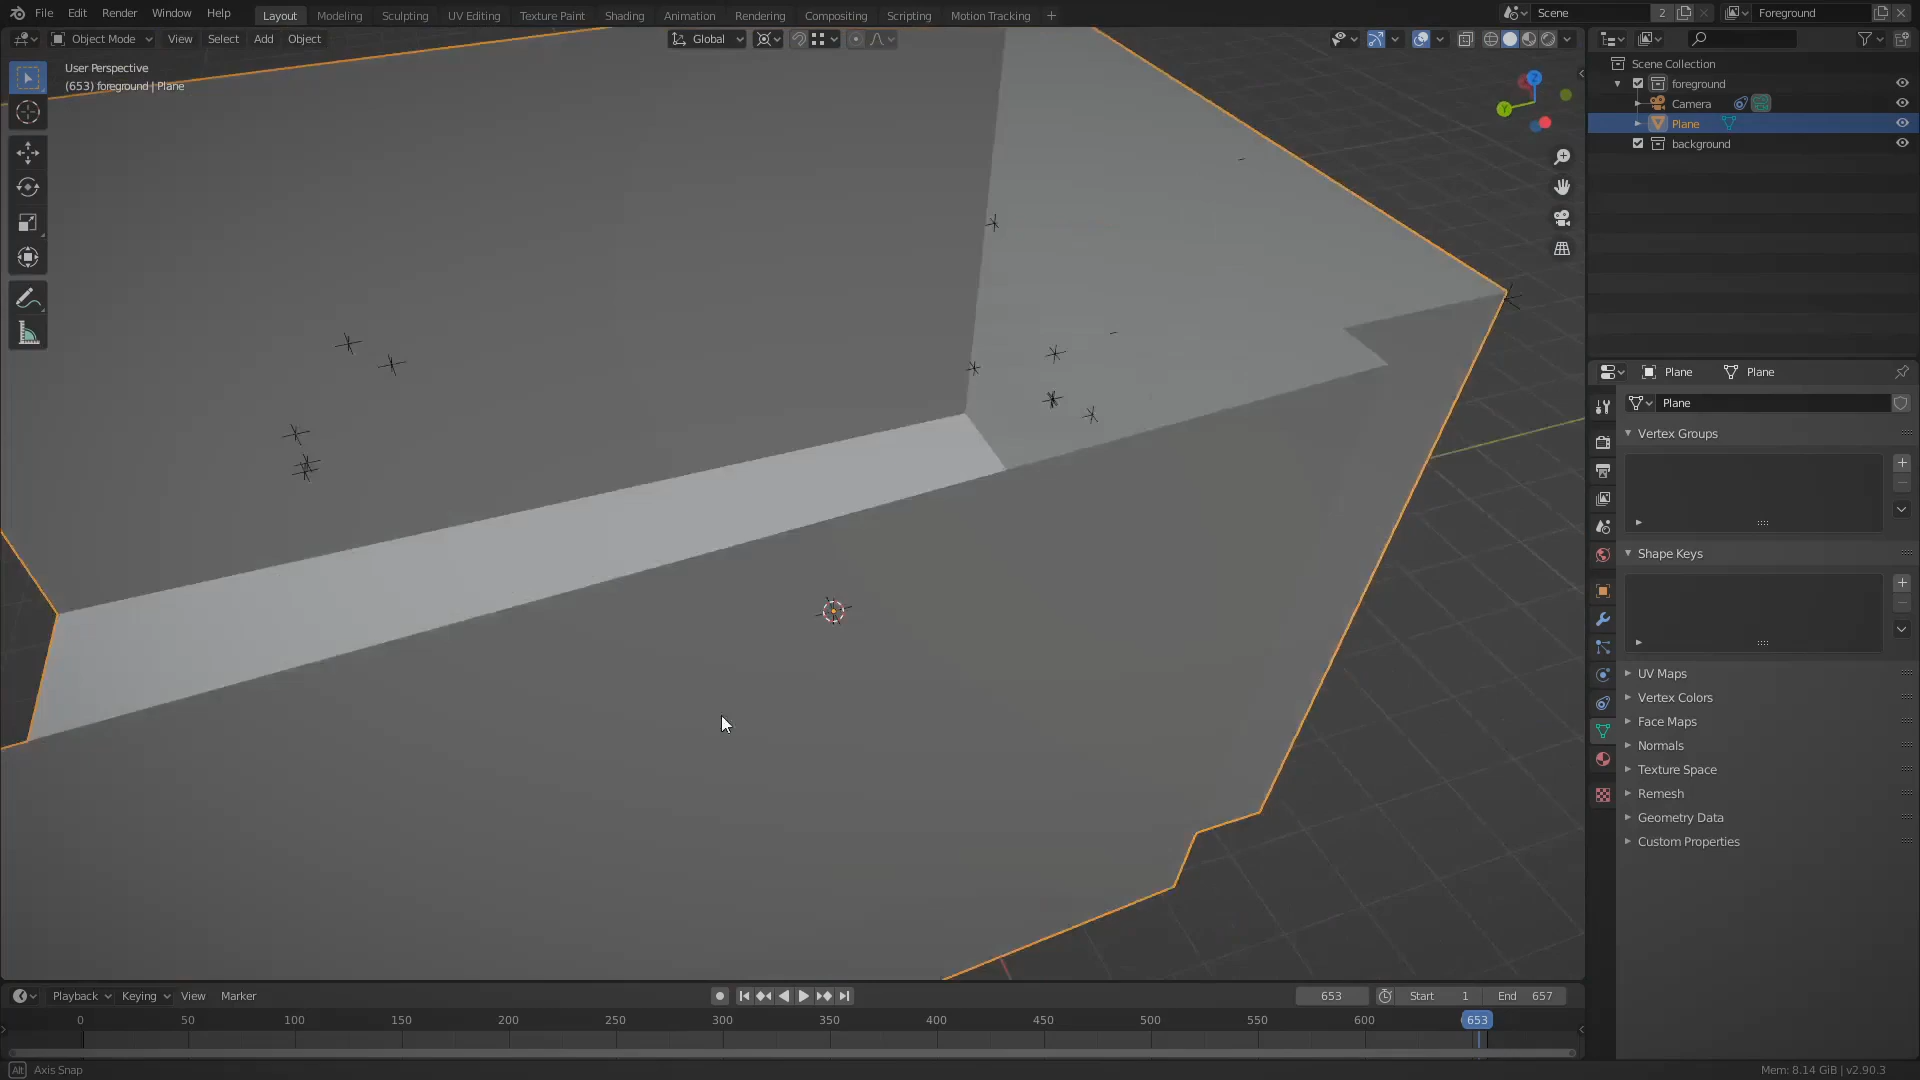 File Edit Render Window Help
Layout Modeling Sculpting UV Editing Texture Paint Shading Animation Rendering Compositing Scripting Motion Tracking +
Scene 2 Foreground
Object Mode View Select Add Object
Global
User Perspective
(653) foreground | Plane
Z
Y
Scene Collection
foreground
Camera
Plane
background
Plane Plane
Plane
Vertex Groups
Shape Keys
UV Maps
Vertex Colors
Face Maps
Normals
Texture Space
Remesh
Geometry Data
Custom Properties
Playback Keying View Marker
653 Start 1 End 657
0 50 100 150 200 250 300 350 400 450 500 550 600 653
Alt Axis Snap
Mem: 8.14 GiB | v2.90.3